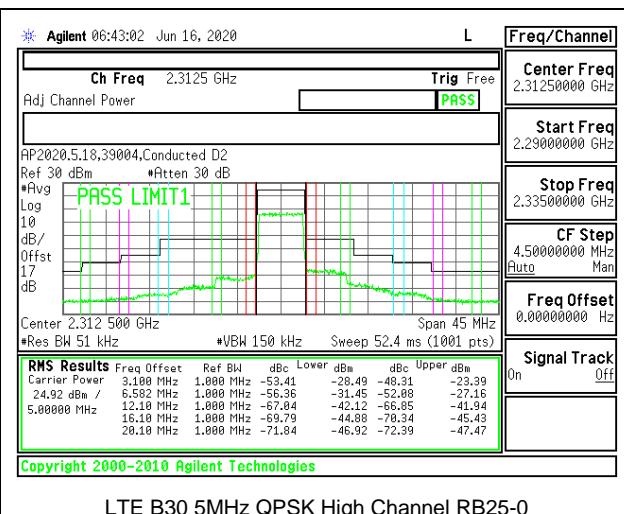 Agilent 06:43:02 Jun 16, 2020 L
Freq/Channel
Ch Freq 2.3125 GHz Trig Free
Adj Channel Power PASS
Center Freq
2.31250000 GHz
Start Freq
2.29000000 GHz
Stop Freq
2.33500000 GHz
CF Step
4.50000000 MHz
Auto Man
Freq Offset
0.00000000 Hz
Signal Track
On Off
AP2020.5.18,39004,Conducted D2
Ref 30 dBm #Atten 30 dB
#Avg
Log
10
dB/
Offst
17
dB
PASS LIMIT1
Center 2.312 500 GHz Span 45 MHz
#Res BW 51 kHz #VBW 150 kHz Sweep 52.4 ms (1001 pts)
RMS Results Freq Offset Ref BW dBc Lower dBm dBc Upper dBm
Carrier Power 3.100 MHz 1.000 MHz -53.41 -28.49 -48.31 -23.39
24.92 dBm / 6.582 MHz 1.000 MHz -56.36 -31.45 -52.08 -27.16
5.00000 MHz 12.10 MHz 1.000 MHz -67.04 -42.12 -66.85 -41.94
16.10 MHz 1.000 MHz -69.79 -44.88 -70.34 -45.43
20.10 MHz 1.000 MHz -71.84 -46.92 -72.39 -47.47
Copyright 2000-2010 Agilent Technologies
LTE B30 5MHz QPSK High Channel RB25-0